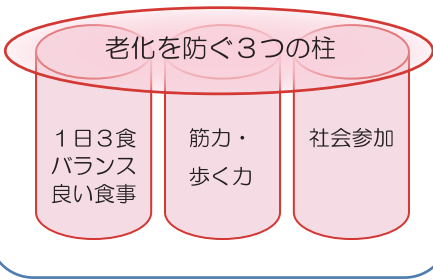 老化を防ぐ３つの柱
１日３食
バランス
良い食事
筋力・
歩く力
社会参加